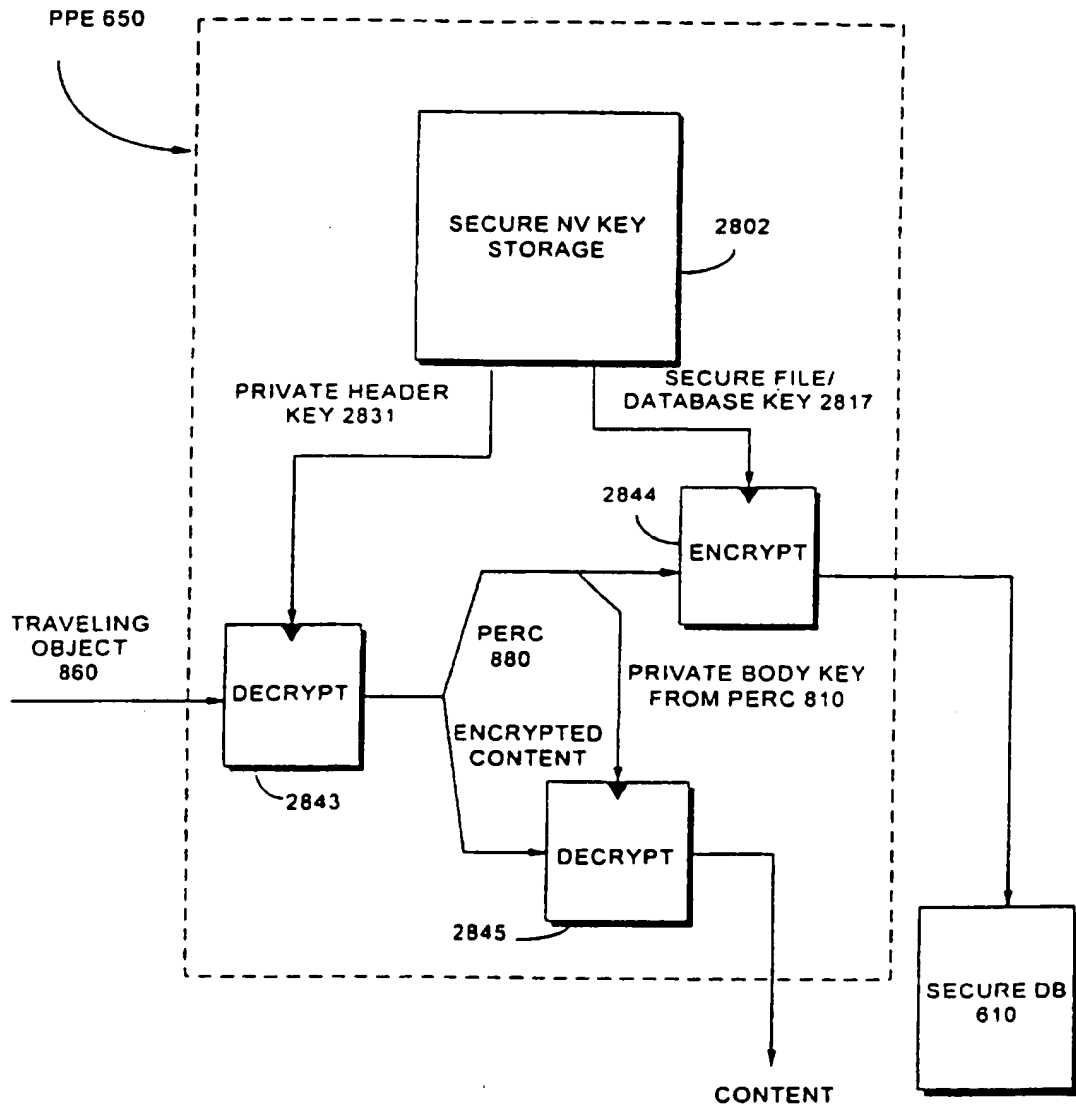 PPE 650
SECURE NV KEY
STORAGE
2802
PRIVATE HEADER
KEY 2831
SECURE FILE/
DATABASE KEY 2817
2844
ENCRYPT
TRAVELING
OBJECT
860
DECRYPT
PERC
880
PRIVATE BODY KEY
FROM PERC 810
ENCRYPTED
CONTENT
2843
DECRYPT
2845
SECURE DB
610
CONTENT